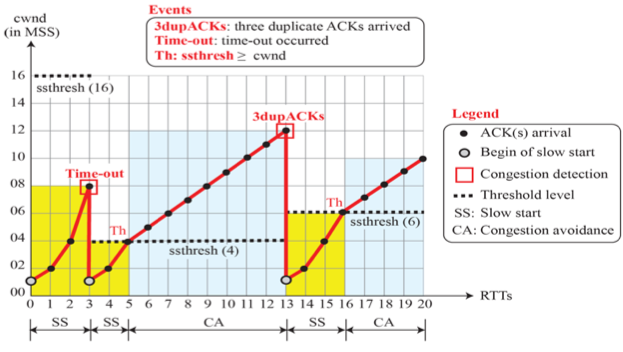 Events
3dupACKs: three duplicate ACKs arrived
Time-out: time-out occurred
Th: ssthresh ≥ cwnd
cwnd
(in MSS)
16
14
12
10
08
06
04
02
00
ssthresh (16)
Time-out
3dupACKs
Th
ssthresh (4)
Th
ssthresh (6)
0 1 2 3 4 5 6 7 8 9 10 11 12 13 14 15 16 17 18 19 20
RTTs
SS SS CA SS CA
Legend
ACK(s) arrival
Begin of slow start
Congestion detection
Threshold level
SS: Slow start
CA: Congestion avoidance